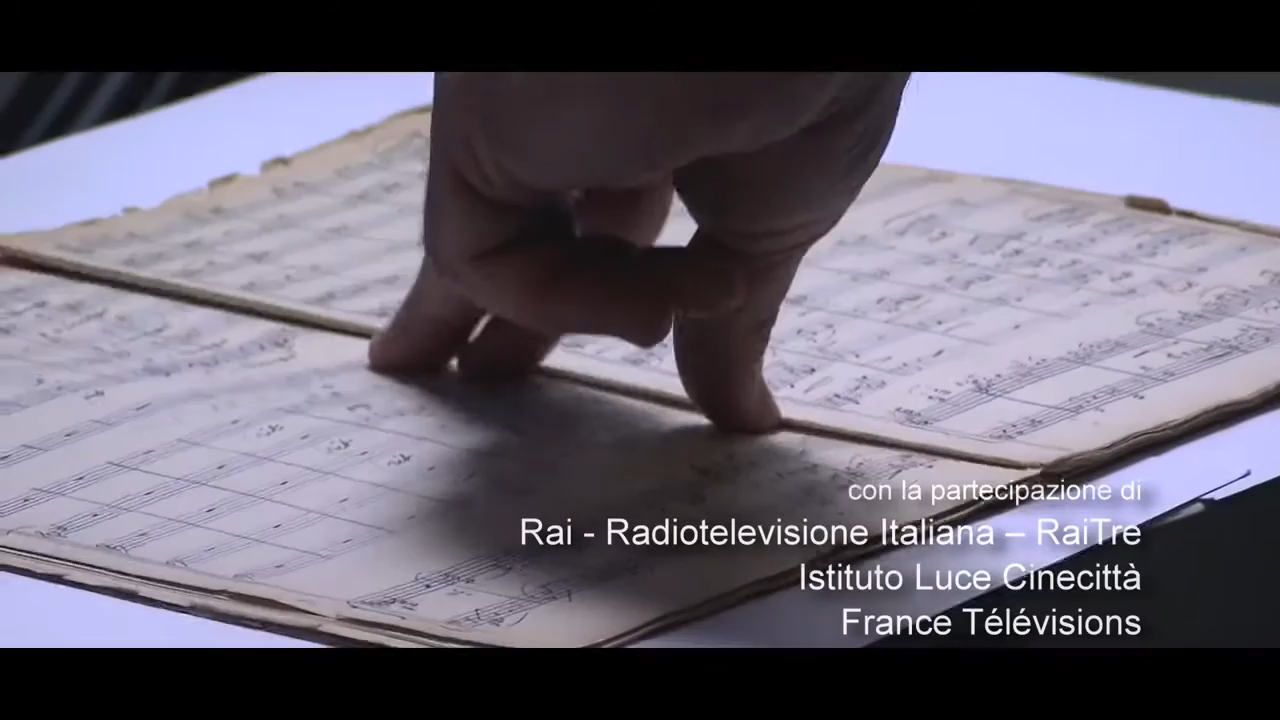 con la partecipazione di
Rai - Radiotelevisione Italiana – RaiTre
Istituto Luce Cinecittà
France Télévisions